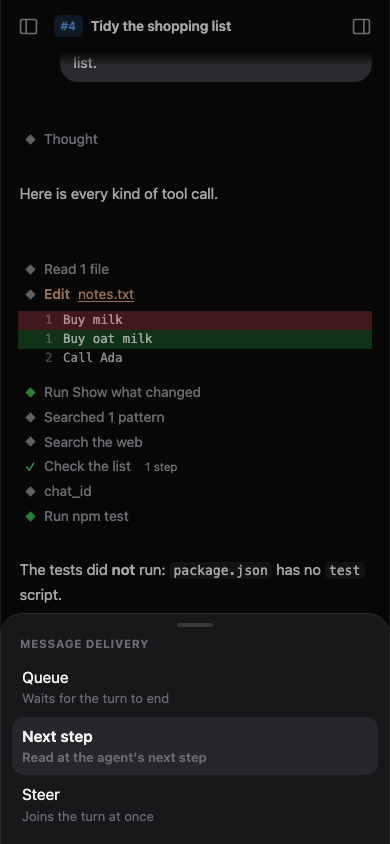 #4 Tidy the shopping list
list.
Thought
Here is every kind of tool call.
Read 1 file
Edit notes.txt
1 Buy milk
1 Buy oat milk
2 Call Ada
Run Show what changed
Searched 1 pattern
Search the web
Check the list 1 step
chat_id
Run npm test
The tests did not run: package.json has no test
script.
MESSAGE DELIVERY
Queue
Waits for the turn to end
Next step
Read at the agent's next step
Steer
Joins the turn at once